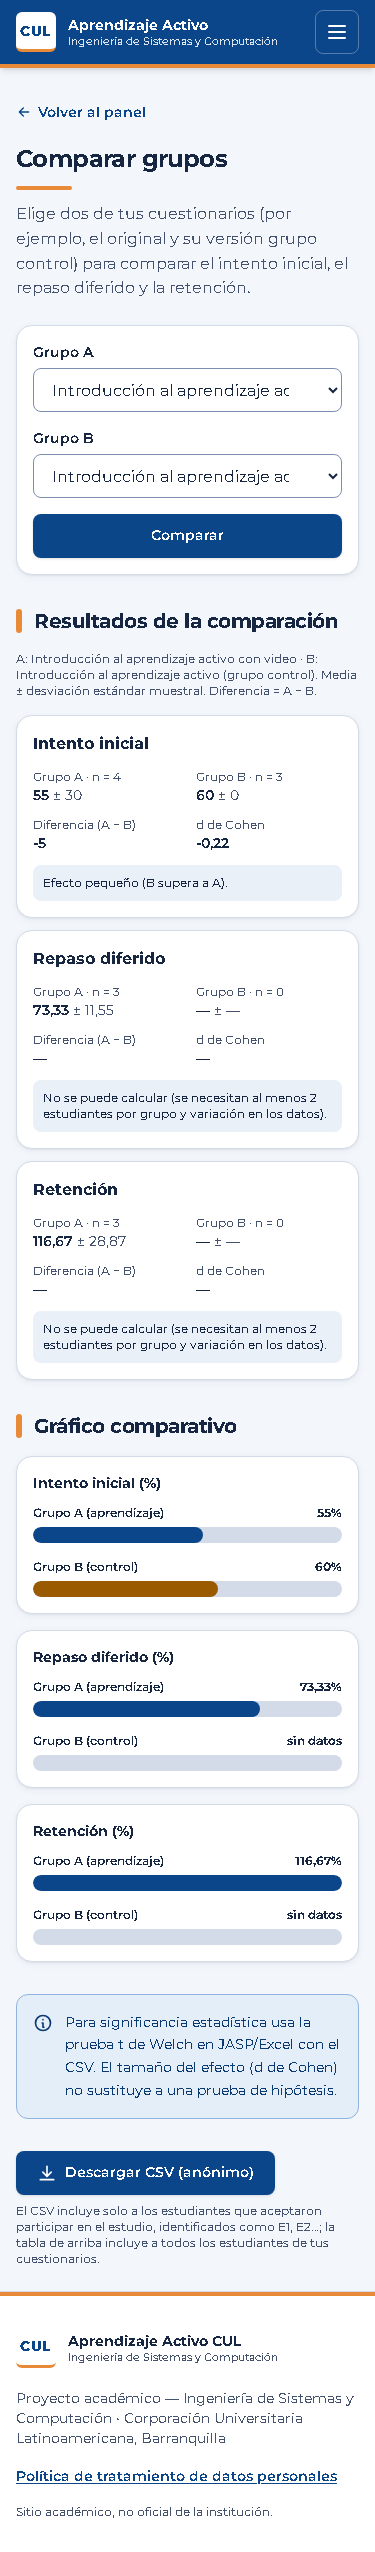 CUL
Aprendizaje Activo
Ingeniería de Sistemas y Computación
← Volver al panel
Comparar grupos
Elige dos de tus cuestionarios (por
ejemplo, el original y su versión grupo
control) para comparar el intento inicial, el
repaso diferido y la retención.
Grupo A
Introducción al aprendizaje ac
Grupo B
Introducción al aprendizaje ac
Comparar
Resultados de la comparación
A: Introducción al aprendizaje activo con video · B:
Introducción al aprendizaje activo (grupo control). Media
± desviación estándar muestral. Diferencia = A − B.
Intento inicial
Grupo A · n = 4 Grupo B · n = 3
55 ± 30 60 ± 0
Diferencia (A − B) d de Cohen
-5 -0,22
Efecto pequeño (B supera a A).
Repaso diferido
Grupo A · n = 3 Grupo B · n = 0
73,33 ± 11,55 — ± —
Diferencia (A − B) d de Cohen
— —
No se puede calcular (se necesitan al menos 2
estudiantes por grupo y variación en los datos).
Retención
Grupo A · n = 3 Grupo B · n = 0
116,67 ± 28,87 — ± —
Diferencia (A − B) d de Cohen
— —
No se puede calcular (se necesitan al menos 2
estudiantes por grupo y variación en los datos).
Gráfico comparativo
Intento inicial (%)
Grupo A (aprendizaje) 55%
Grupo B (control) 60%
Repaso diferido (%)
Grupo A (aprendizaje) 73,33%
Grupo B (control) sin datos
Retención (%)
Grupo A (aprendizaje) 116,67%
Grupo B (control) sin datos
Para significancia estadística usa la
prueba t de Welch en JASP/Excel con el
CSV. El tamaño del efecto (d de Cohen)
no sustituye a una prueba de hipótesis.
Descargar CSV (anónimo)
El CSV incluye solo a los estudiantes que aceptaron
participar en el estudio, identificados como E1, E2…; la
tabla de arriba incluye a todos los estudiantes de tus
cuestionarios.
CUL
Aprendizaje Activo CUL
Ingeniería de Sistemas y Computación
Proyecto académico — Ingeniería de Sistemas y
Computación · Corporación Universitaria
Latinoamericana, Barranquilla
Política de tratamiento de datos personales
Sitio académico, no oficial de la institución.